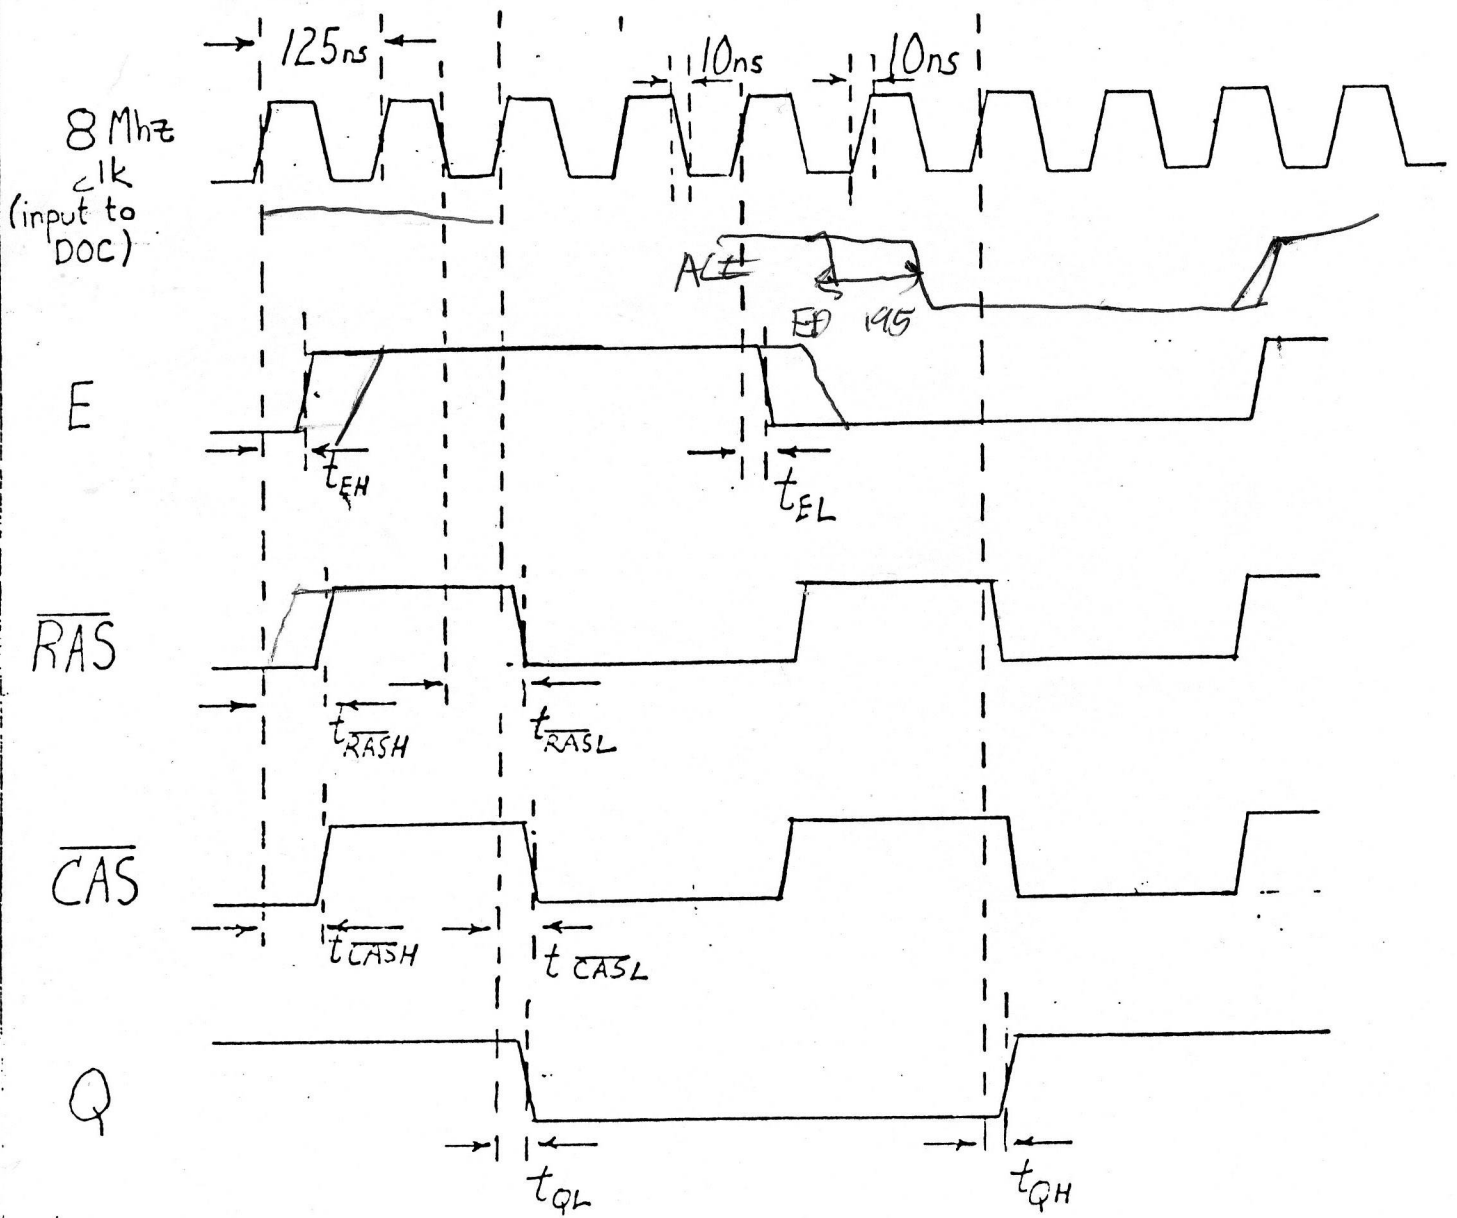 125ns
10ns
10ns
8 Mhz
clk
(input to
DOC)
195
E
tEH
tEL
RAS
tRASH
tRASL
CAS
tCASH
t CASL
Q
tQL
tQH